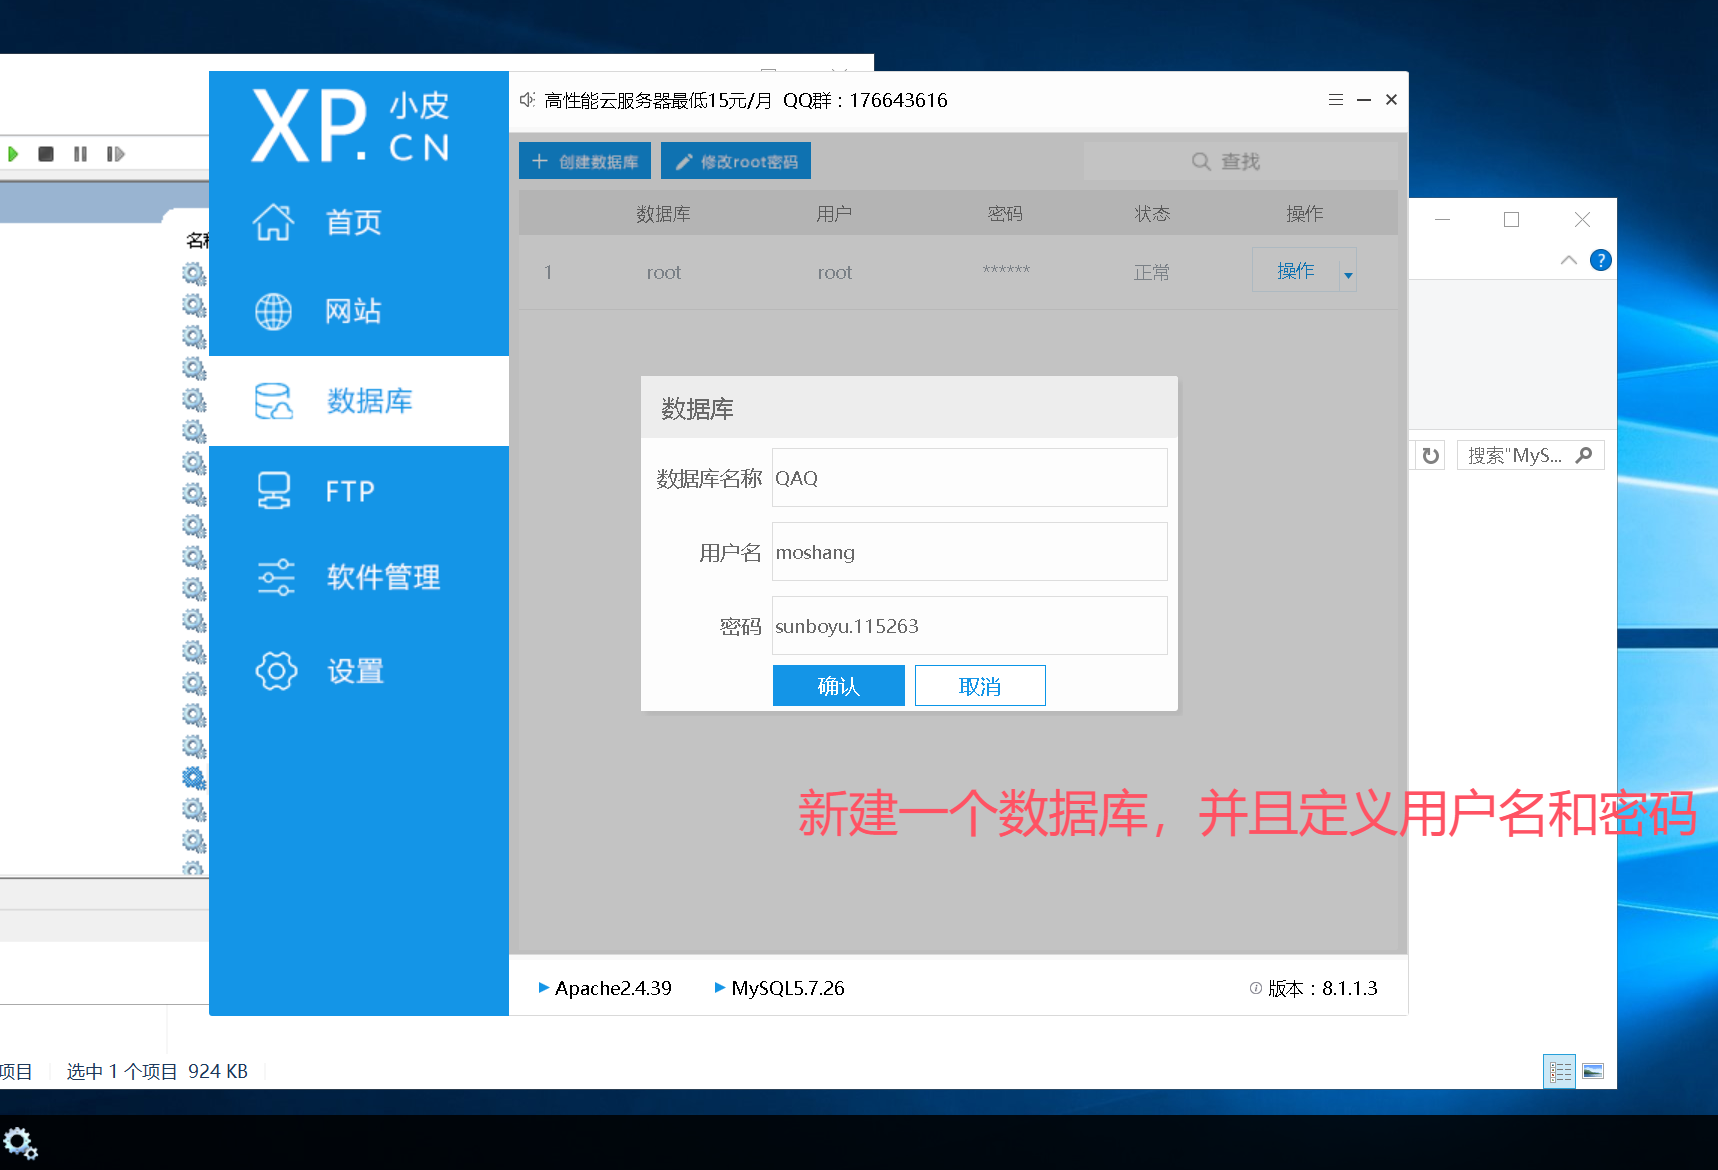 XP.小皮
CN
高性能云服务器最低15元/月 QQ群：176643616
创建数据库
修改root密码
查找
首页
网站
数据库
FTP
软件管理
设置
数据库 用户 密码 状态 操作
1 root root ****** 正常 操作
数据库
数据库名称 QAQ
用户名 moshang
密码 sunboyu.115263
确认 取消
新建一个数据库，并且定义用户名和密码
Apache2.4.39 MySQL5.7.26 版本：8.1.1.3
搜索"MyS...
项目 选中 1 个项目 924 KB